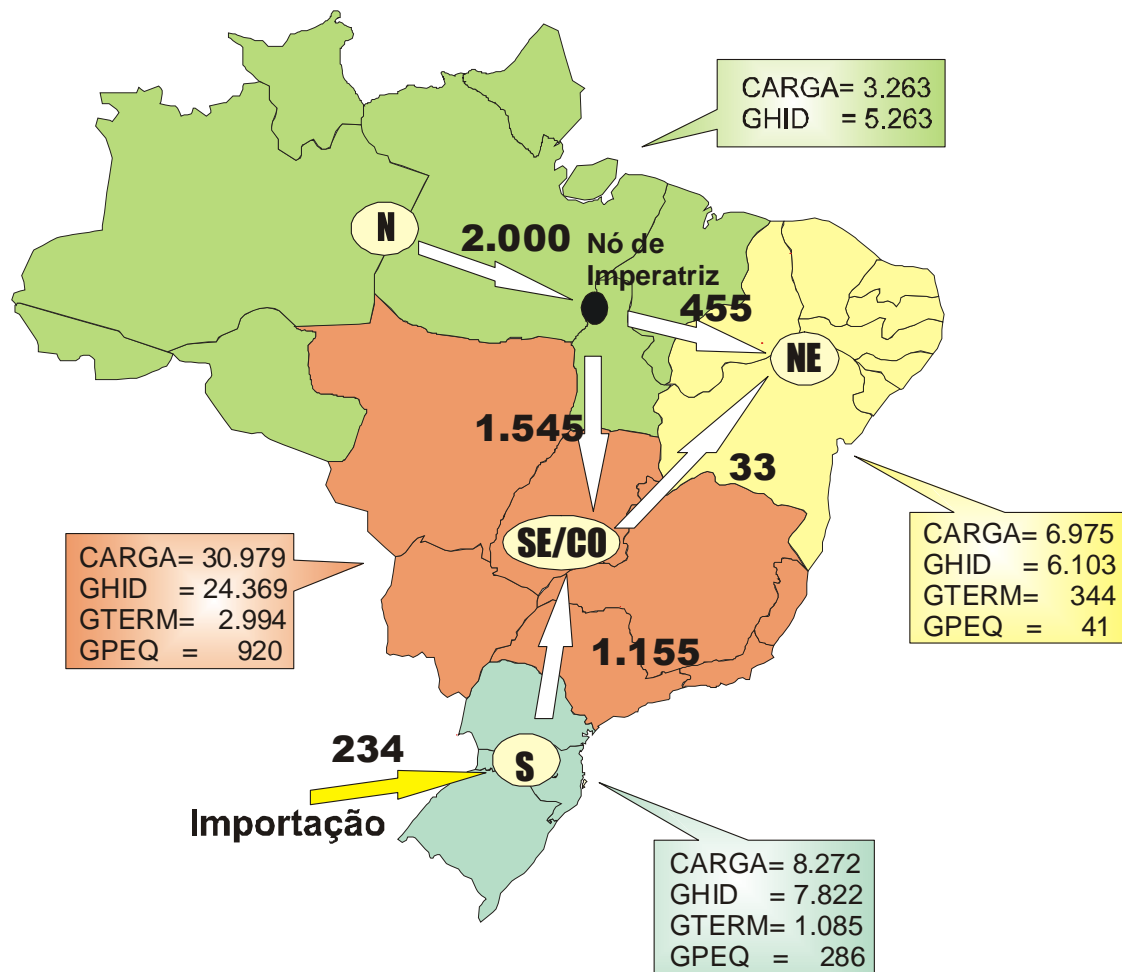 CARGA= 3.263
GHID = 5.263
N
2.000
Nó de
Imperatriz
455
NE
1.545
33
SE/CO
CARGA= 30.979
GHID = 24.369
GTERM= 2.994
GPEQ = 920
CARGA= 6.975
GHID = 6.103
GTERM= 344
GPEQ = 41
1.155
234
S
Importação
CARGA= 8.272
GHID = 7.822
GTERM= 1.085
GPEQ = 286